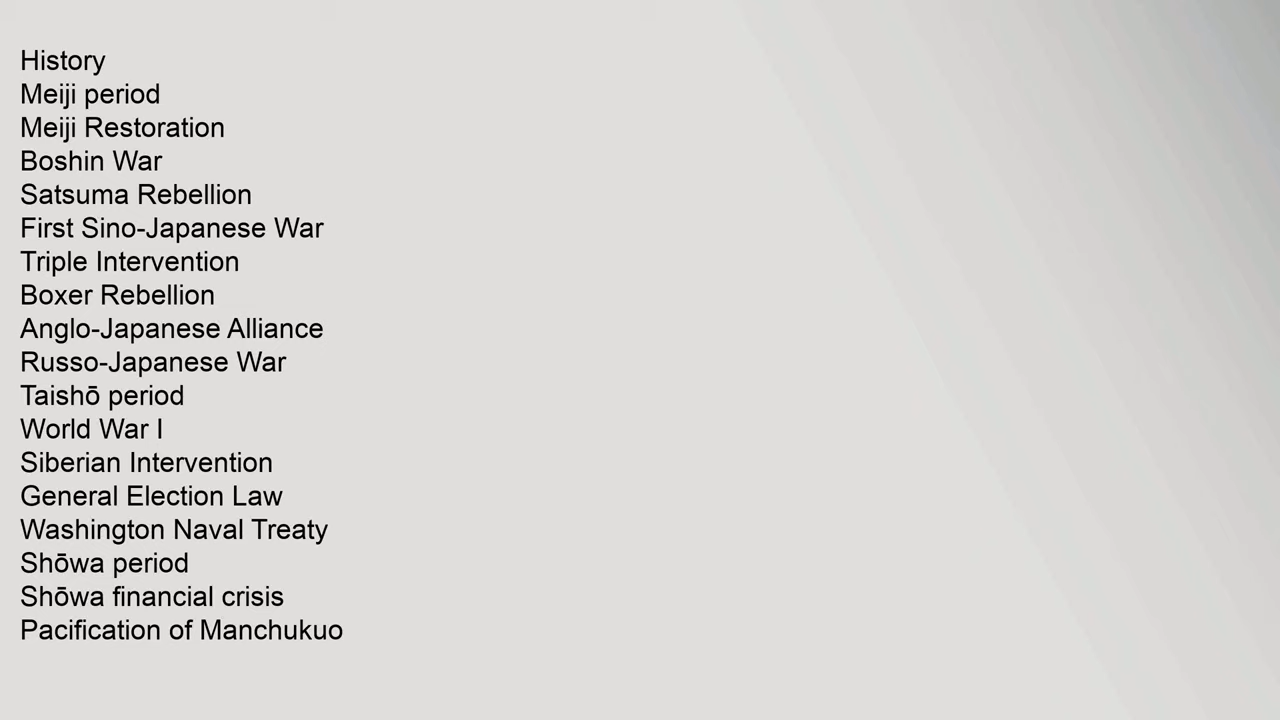 History
Meiji period
Meiji Restoration
Boshin War
Satsuma Rebellion
First Sino-Japanese War
Triple Intervention
Boxer Rebellion
Anglo-Japanese Alliance
Russo-Japanese War
Taishō period
World War I
Siberian Intervention
General Election Law
Washington Naval Treaty
Shōwa period
Shōwa financial crisis
Pacification of Manchukuo